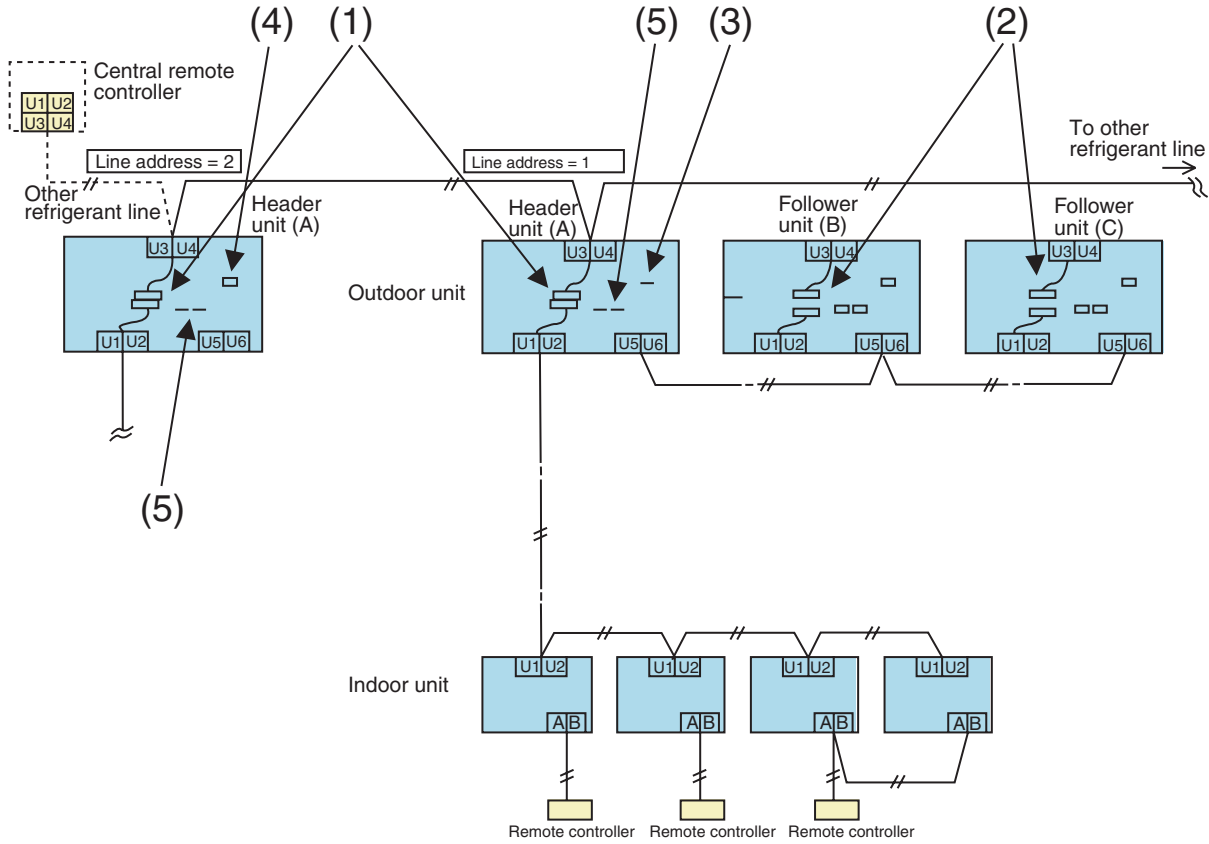 (4)
(1)
(5)
(3)
(2)
Central remote
controller
U1 U2
U3 U4
To other
refrigerant line
Line address = 2
Line address = 1
Other
refrigerant line
Header
unit (A)
Header
unit (A)
Follower
unit (B)
Follower
unit (C)
U3 U4
U3 U4
U3 U4
U3 U4
Outdoor unit
U1 U2
U5 U6
U1 U2
U5 U6
U1 U2
U5 U6
U1 U2
U5 U6
(5)
Indoor unit
U1 U2
U1 U2
U1 U2
U1 U2
A B
A B
A B
A B
Remote controller
Remote controller
Remote controller